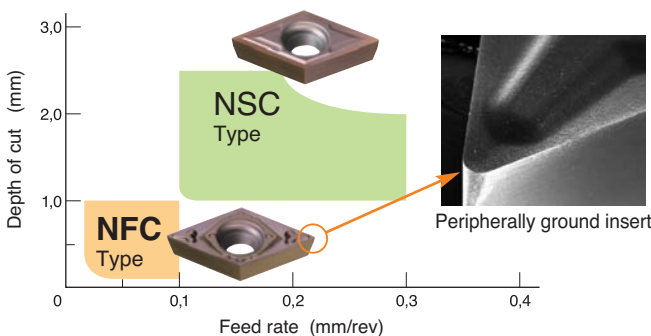 3,0
2,0
1,0
Depth of cut (mm)
NSC
Type
NFC
Type
Peripherally ground insert
0
0,1
0,2
0,3
0,4
Feed rate (mm/rev)